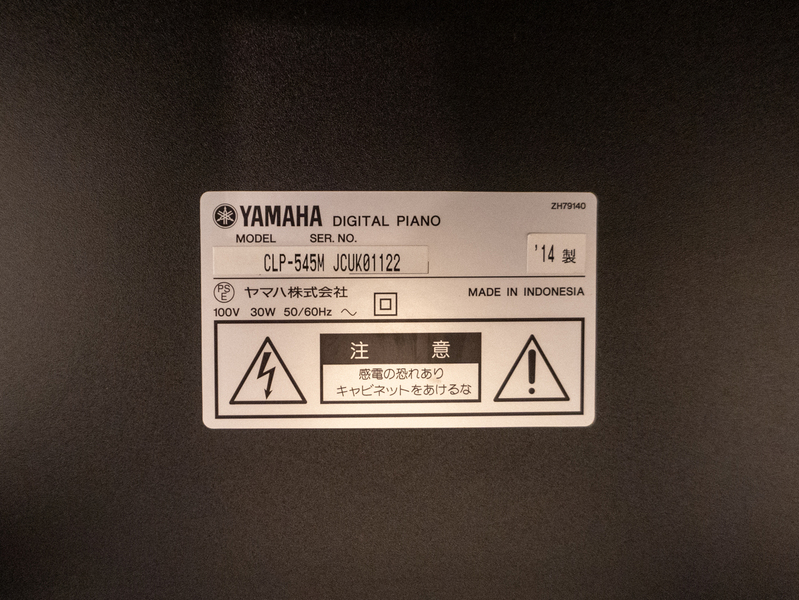 YAMAHA DIGITAL PIANO
ZH79140
MODEL SER. NO.
CLP-545M JCUK01122
'14 製
PSE ヤマハ株式会社
MADE IN INDONESIA
100V 30W 50/60Hz ～
注意
感電の恐れあり
キャビネットをあけるな